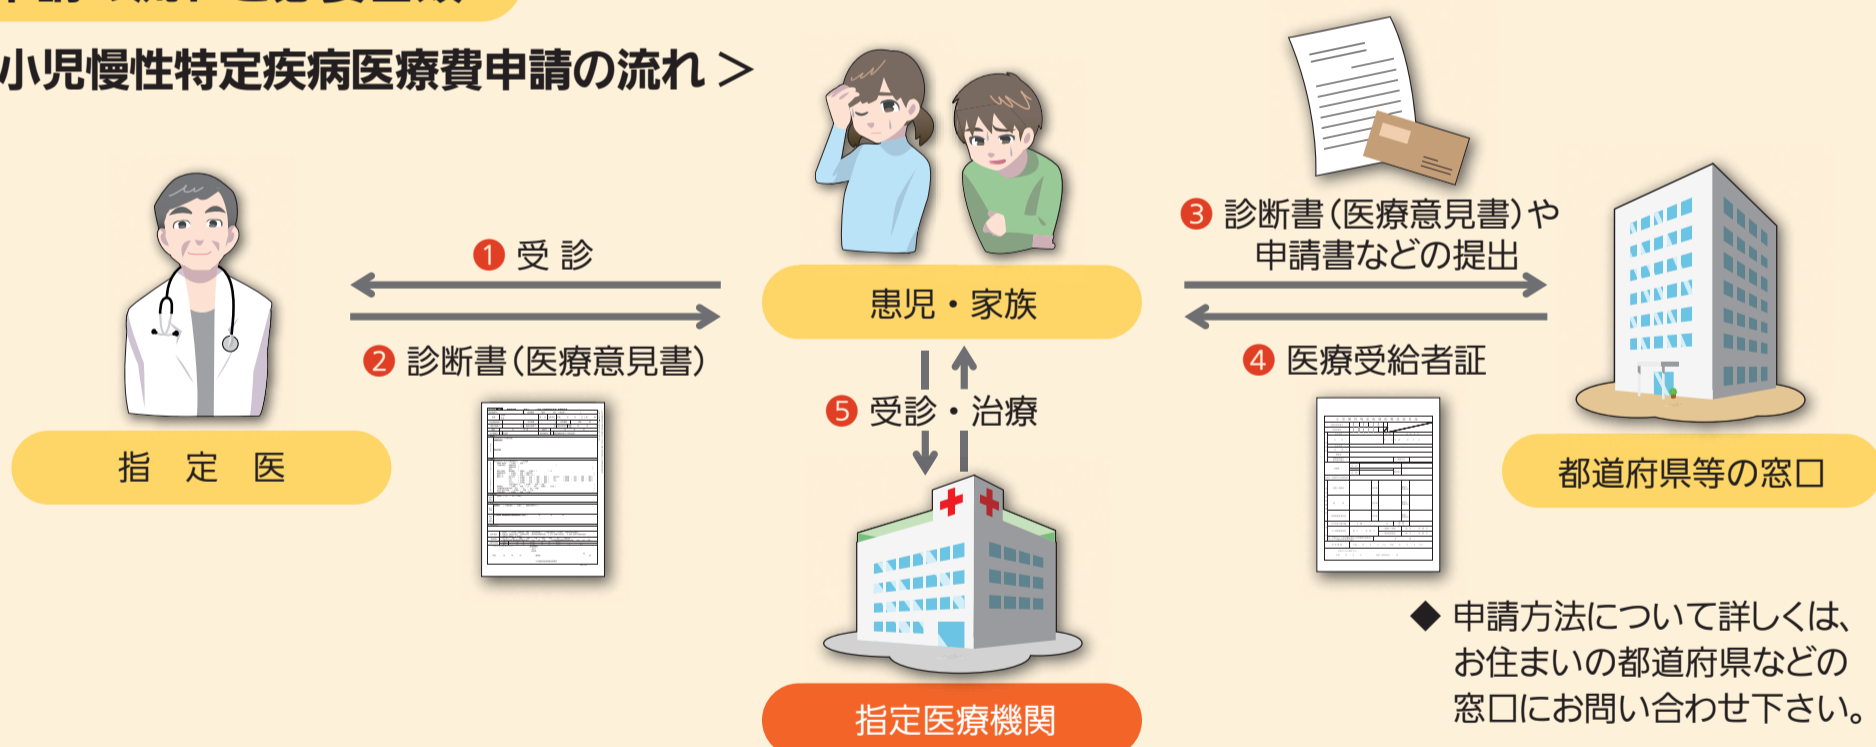 小児慢性特定疾病医療費申請の流れ >
❶ 受 診
❷ 診断書(医療意見書)
指 定 医
患児・家族
❸ 診断書(医療意見書)や
申請書などの提出
❹ 医療受給者証
都道府県等の窓口
❺ 受診・治療
指定医療機関
◆ 申請方法について詳しくは、
お住まいの都道府県などの
窓口にお問い合わせ下さい。